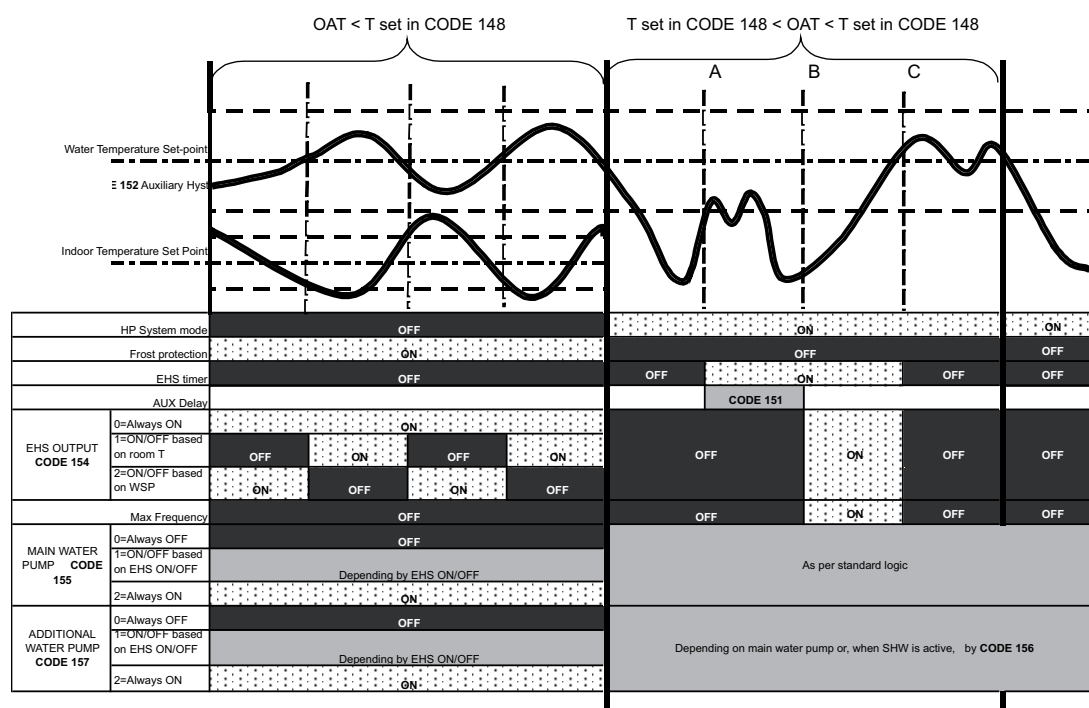 OAT < T set in CODE 148
T set in CODE 148 < OAT < T set in CODE 148
A B C
Water Temperature Set-point
E 152 Auxiliary Hyst
Indoor Temperature Set Point
HP System mode OFF ON ON
Frost protection ON OFF OFF
EHS timer OFF OFF ON OFF OFF
AUX Delay CODE 151
EHS OUTPUT CODE 154
0=Always ON ON
1=ON/OFF based on room T OFF ON OFF ON
2=ON/OFF based on WSP ON OFF ON OFF
OFF ON OFF OFF
Max Frequency OFF OFF ON OFF OFF
MAIN WATER PUMP CODE 155
0=Always OFF OFF
1=ON/OFF based on EHS ON/OFF Depending by EHS ON/OFF
2=Always ON ON
As per standard logic
ADDITIONAL WATER PUMP CODE 157
0=Always OFF OFF
1=ON/OFF based on EHS ON/OFF Depending by EHS ON/OFF
2=Always ON ON
Depending on main water pump or, when SHW is active, by CODE 156